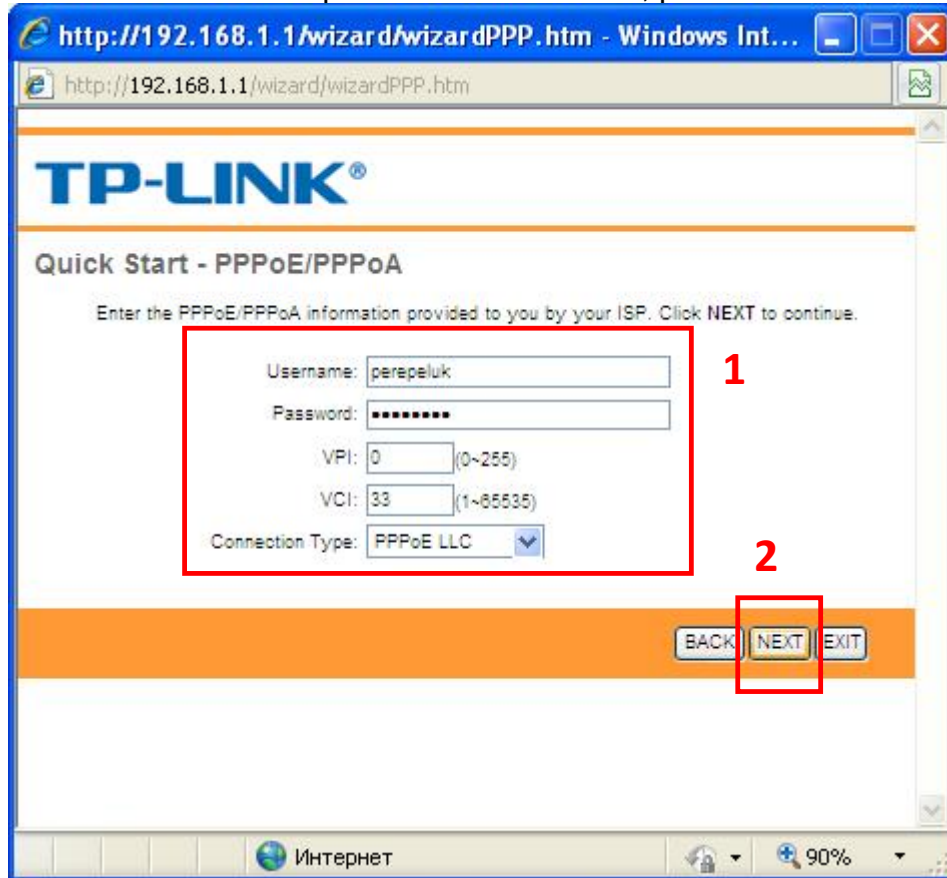 http://192.168.1.1/wizard/wizardPPP.htm - Windows Int...
http://192.168.1.1/wizard/wizardPPP.htm
TP-LINK®
Quick Start - PPPoE/PPPoA
Enter the PPPoE/PPPoA information provided to you by your ISP. Click NEXT to continue.
Username: perepeluk
1
Password: ••••••••
VPI: 0 (0~255)
VCI: 33 (1~65535)
Connection Type: PPPoE LLC
2
BACK NEXT EXIT
Интернет 90%